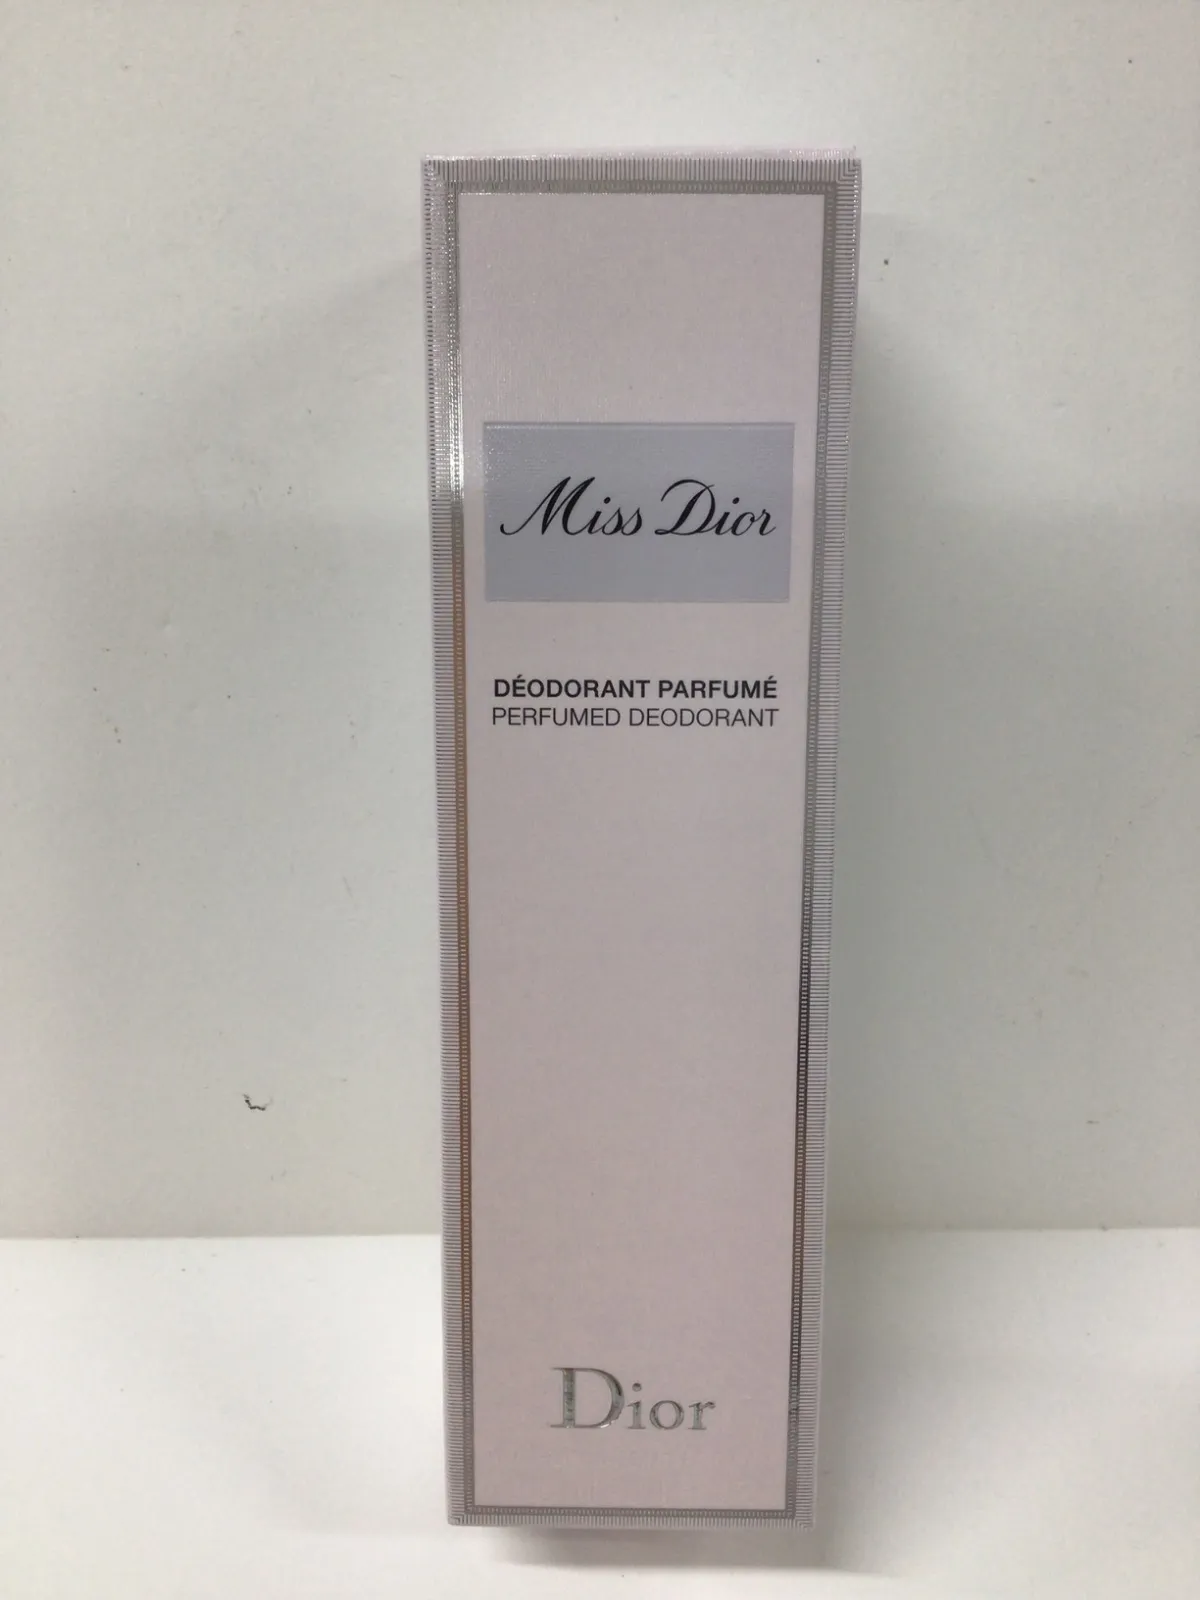 Miss Dior
DÉODORANT PARFUMÉ
PERFUMED DEODORANT
Dior